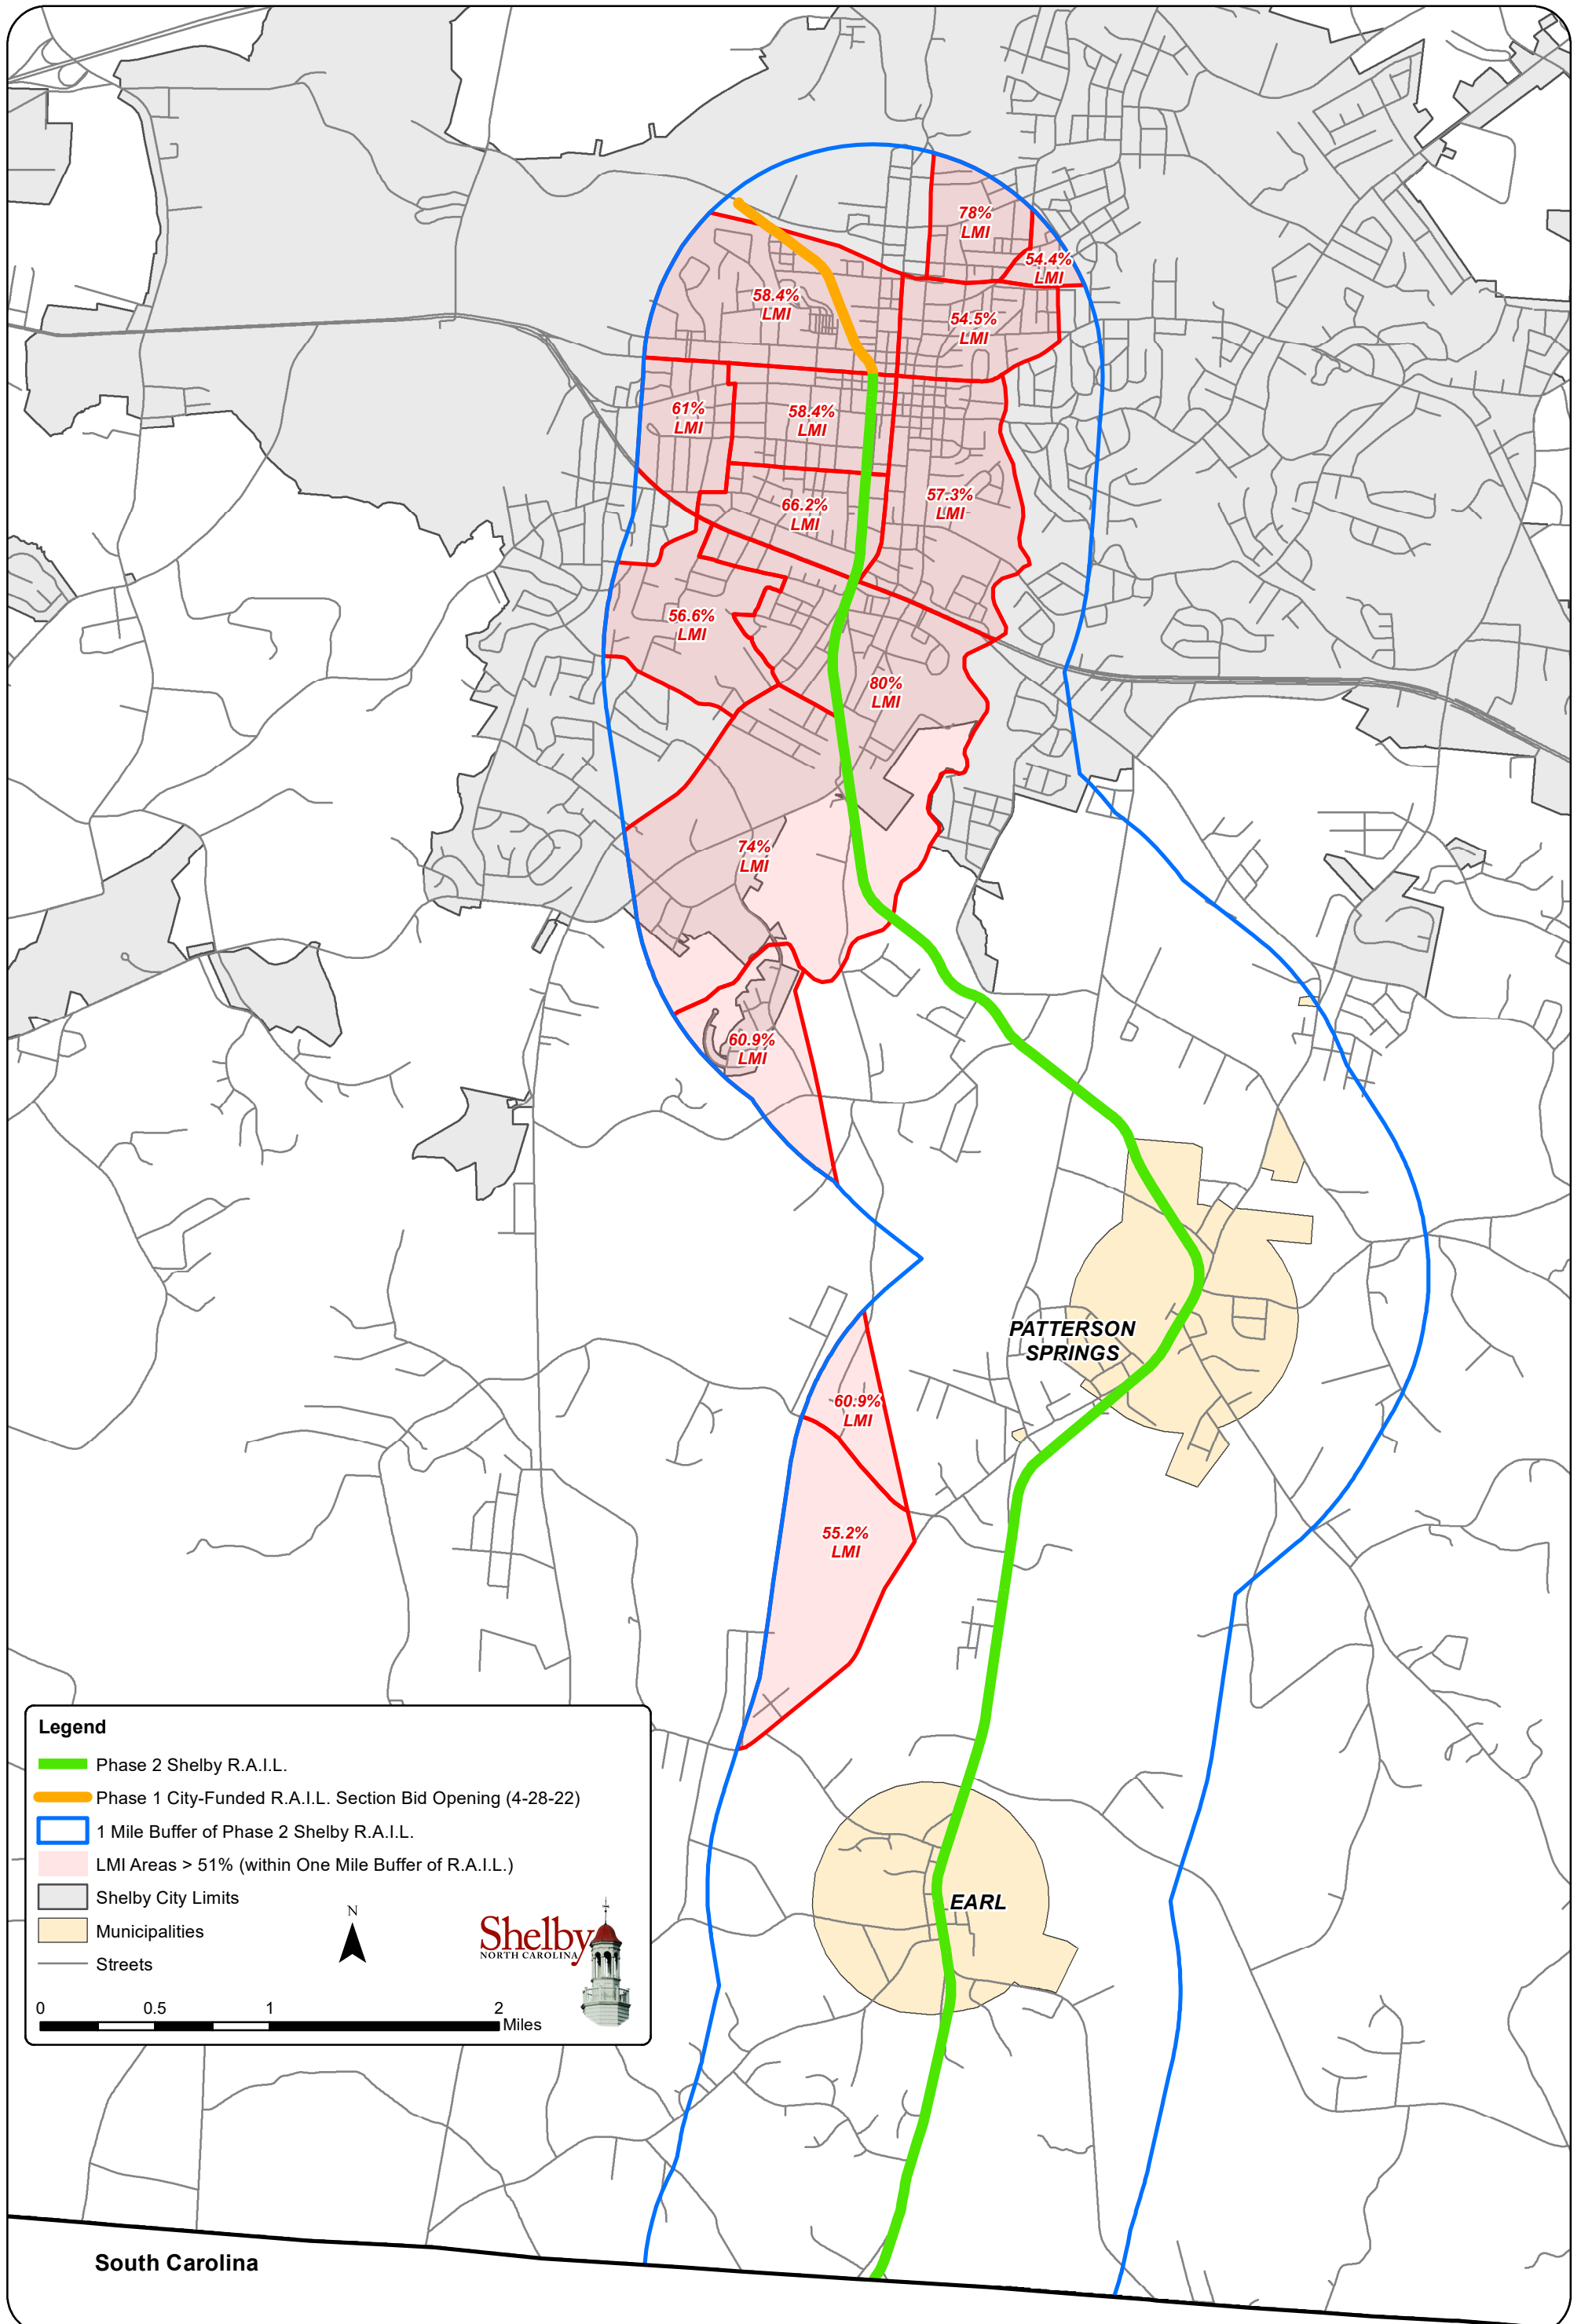 78%
LMI
54.4%
LMI
58.4%
LMI
54.5%
LMI
61%
LMI
58.4%
LMI
66.2%
LMI
57.3%
LMI
56.6%
LMI
80%
LMI
74%
LMI
60.9%
LMI
PATTERSON
SPRINGS
60.9%
LMI
55.2%
LMI
EARL
Legend
Phase 2 Shelby R.A.I.L.
Phase 1 City-Funded R.A.I.L. Section Bid Opening (4-28-22)
1 Mile Buffer of Phase 2 Shelby R.A.I.L.
LMI Areas > 51% (within One Mile Buffer of R.A.I.L.)
Shelby City Limits
Municipalities
Streets
N
Shelby
NORTH CAROLINA
0 0.5 1 2
Miles
South Carolina